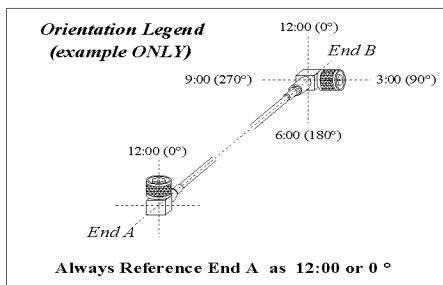 Orientation Legend
(example ONLY)
12:00 (0°)
End B
9:00 (270°)
3:00 (90°)
6:00 (180°)
12:00 (0°)
End A
Always Reference End A as 12:00 or 0 °